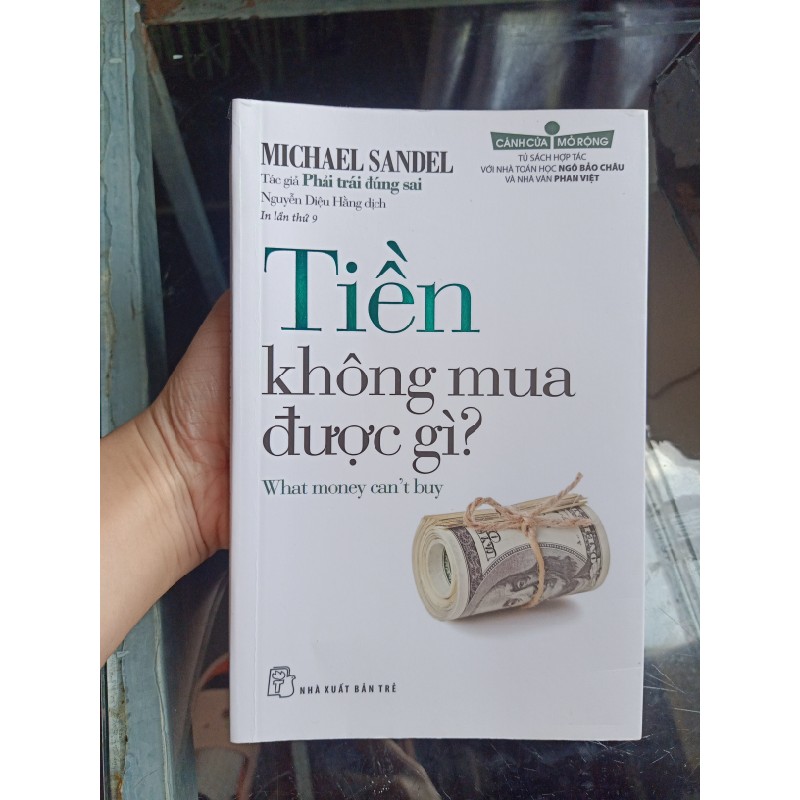 MICHAEL SANDEL
Tác giả Phải trái đúng sai
Nguyễn Diệu Hằng dịch
In lần thứ 9
CÁNH CỬA MỞ RỘNG
TỦ SÁCH HỢP TÁC
VỚI NHÀ TOÁN HỌC NGÔ BẢO CHÂU
VÀ NHÀ VĂN PHAN VIỆT
Tiền
không mua
được gì?
What money can't buy
NHÀ XUẤT BẢN TRẺ